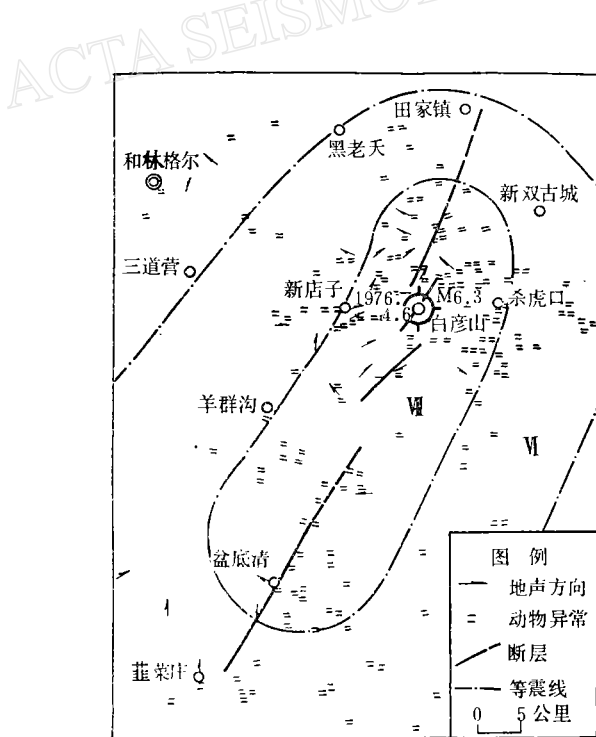 ACTA SEISMO
田家镇
黑老天
和林格尔
新双古城
三道营
新店子
1976.
M6.3
杀虎口
4.6
白彦山
羊群沟
Ⅶ
Ⅵ
图 例
盆底清
地声方向
动物异常
断层
韮菜庄
等震线
0 5公里